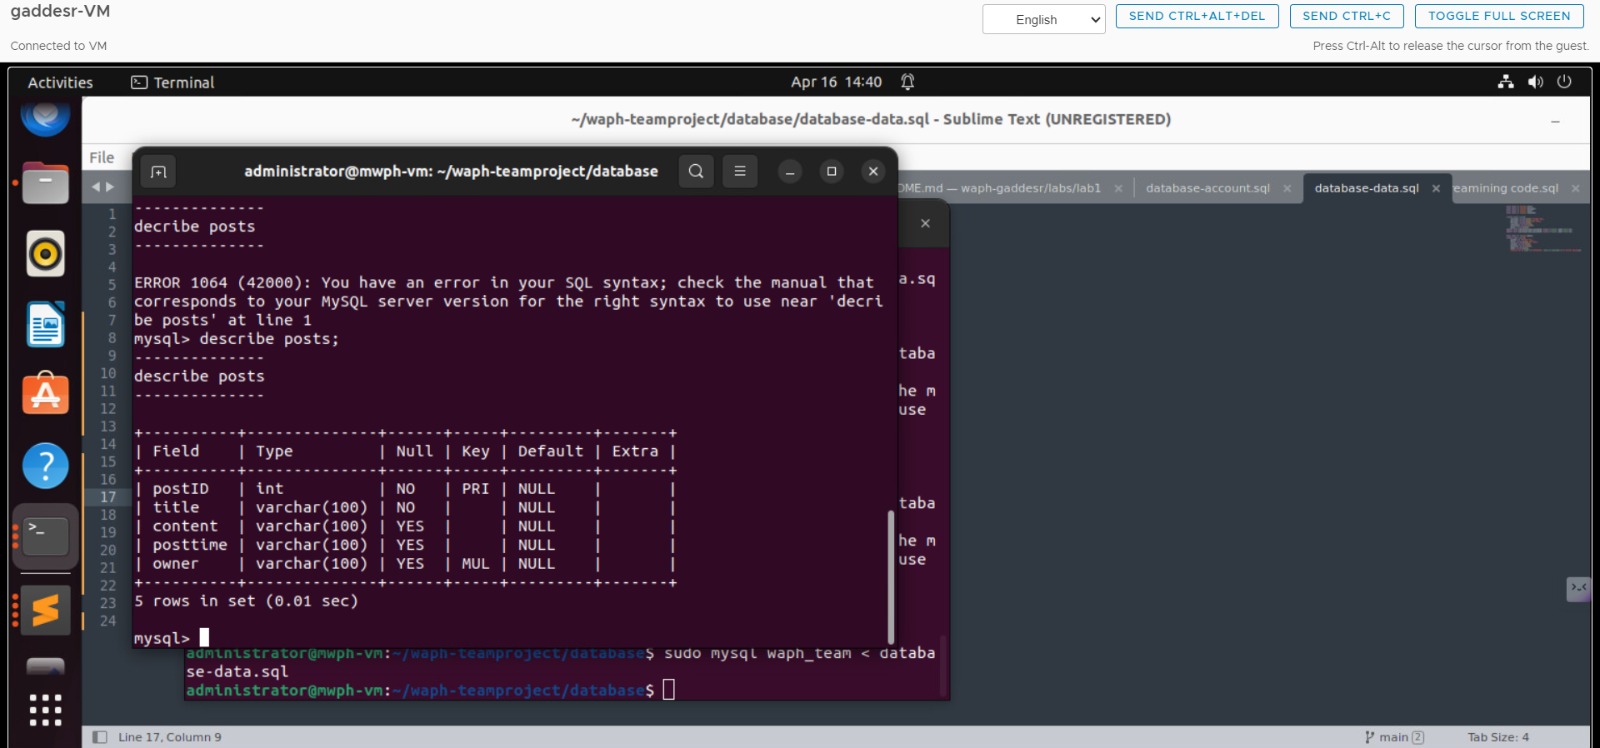 gaddesr-VM
English
SEND CTRL+ALT+DEL
SEND CTRL+C
TOGGLE FULL SCREEN
Connected to VM
Press Ctrl-Alt to release the cursor from the guest.
Activities
Terminal
Apr 16 14:40
~/waph-teamproject/database/database-data.sql - Sublime Text (UNREGISTERED)
File
administrator@mwph-vm: ~/waph-teamproject/database
OME.md — waph-gaddesr/labs/lab1
database-account.sql
database-data.sql
eamining code.sql
1
2
3
4
5
6
7
8
9
10
11
12
13
14
15
16
17
18
19
20
21
22
23
24
--------------
decribe posts
--------------
ERROR 1064 (42000): You have an error in your SQL syntax; check the manual that
corresponds to your MySQL server version for the right syntax to use near 'decri
be posts' at line 1
mysql> describe posts;
--------------
describe posts
--------------
+----------+--------------+------+-----+---------+-------+
| Field    | Type         | Null | Key | Default | Extra |
+----------+--------------+------+-----+---------+-------+
| postID   | int          | NO   | PRI | NULL    |       |
| title    | varchar(100) | NO   |     | NULL    |       |
| content  | varchar(100) | YES  |     | NULL    |       |
| posttime | varchar(100) | YES  |     | NULL    |       |
| owner    | varchar(100) | YES  | MUL | NULL    |       |
+----------+--------------+------+-----+---------+-------+
5 rows in set (0.01 sec)
mysql>
a.sq
taba
he m
use
taba
he m
use
administrator@mwph-vm:~/waph-teamproject/database$ sudo mysql waph_team < databa
se-data.sql
administrator@mwph-vm:~/waph-teamproject/database$
Line 17, Column 9
main 2
Tab Size: 4